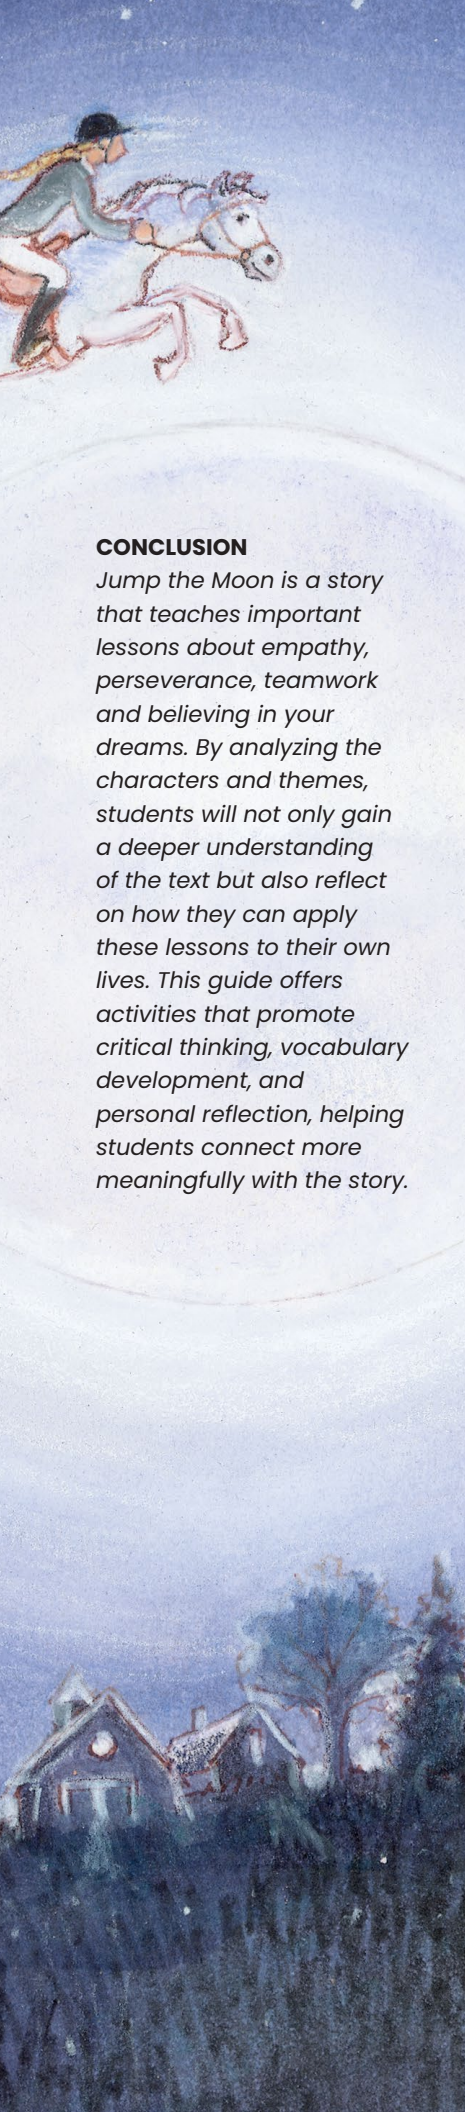 CONCLUSION
Jump the Moon is a story
that teaches important
lessons about empathy,
perseverance, teamwork
and believing in your
dreams. By analyzing the
characters and themes,
students will not only gain
a deeper understanding
of the text but also reflect
on how they can apply
these lessons to their own
lives. This guide offers
activities that promote
critical thinking, vocabulary
development, and
personal reflection, helping
students connect more
meaningfully with the story.